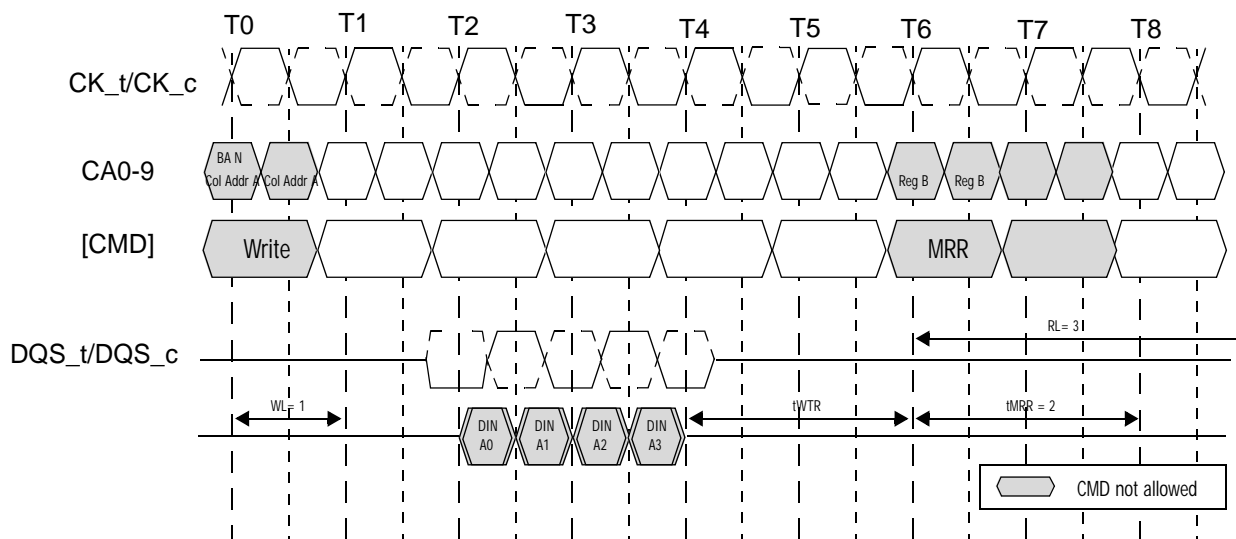 T0 T1 T2 T3 T4 T5 T6 T7 T8
CK_t/CK_c
CA0-9
BA N
Col Addr A Col Addr A
Reg B Reg B
[CMD]
Write MRR
RL= 3
DQS_t/DQS_c
WL= 1 tWTR tMRR = 2
DIN DIN DIN DIN
A0 A1 A2 A3
CMD not allowed